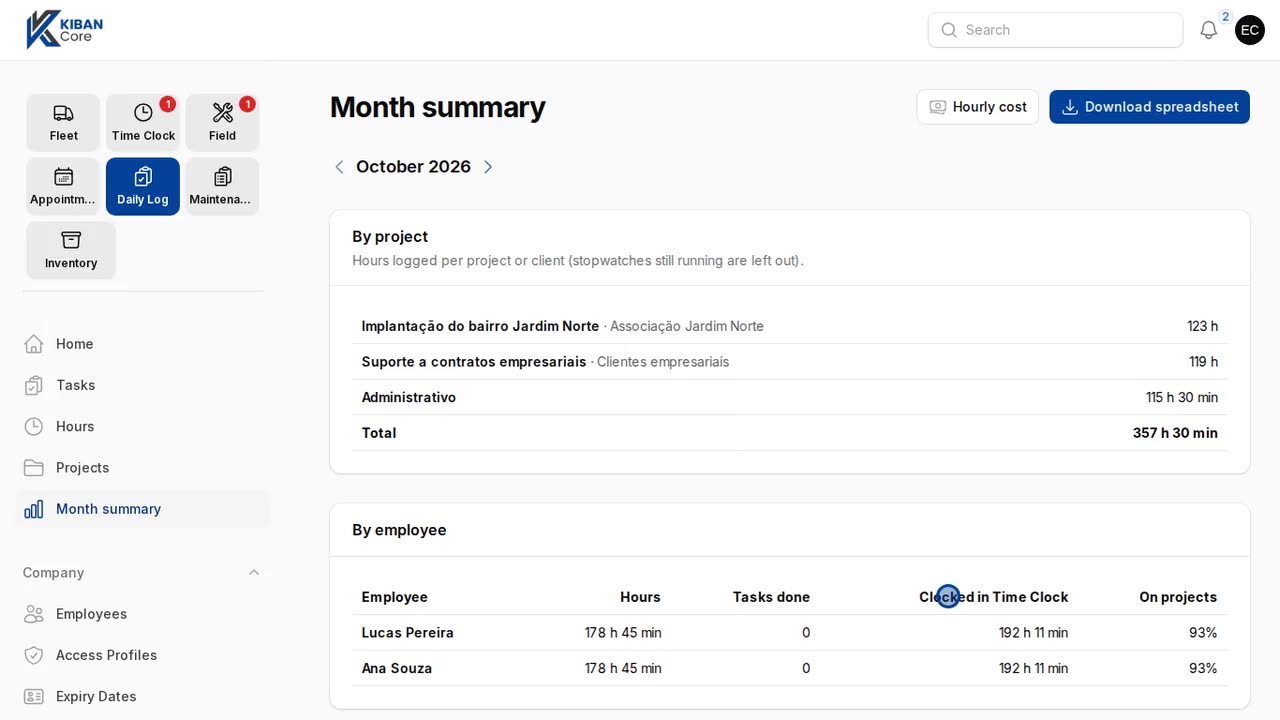 KIBAN
Core
Search
2
EC
Fleet
1
Time Clock
1
Field
Appointm...
Daily Log
Maintena...
Inventory
Home
Tasks
Hours
Projects
Month summary
Company
Employees
Access Profiles
Expiry Dates
Month summary
Hourly cost
Download spreadsheet
October 2026
By project
Hours logged per project or client (stopwatches still running are left out).
Implantação do bairro Jardim Norte · Associação Jardim Norte 123 h
Suporte a contratos empresariais · Clientes empresariais 119 h
Administrativo 115 h 30 min
Total 357 h 30 min
By employee
Employee Hours Tasks done Clocked in Time Clock On projects
Lucas Pereira 178 h 45 min 0 192 h 11 min 93%
Ana Souza 178 h 45 min 0 192 h 11 min 93%